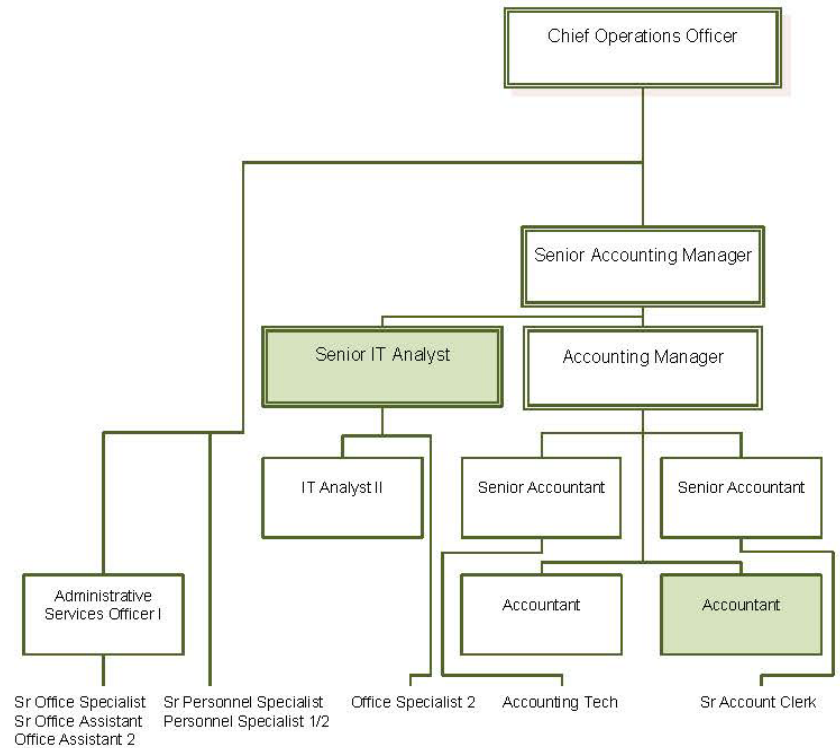 Chief Operations Officer
Senior Accounting Manager
Senior IT Analyst
Accounting Manager
IT Analyst II
Senior Accountant
Senior Accountant
Administrative
Services Officer I
Accountant
Accountant
Sr Office Specialist
Sr Office Assistant
Office Assistant 2
Sr Personnel Specialist
Personnel Specialist 1/2
Office Specialist 2
Accounting Tech
Sr Account Clerk